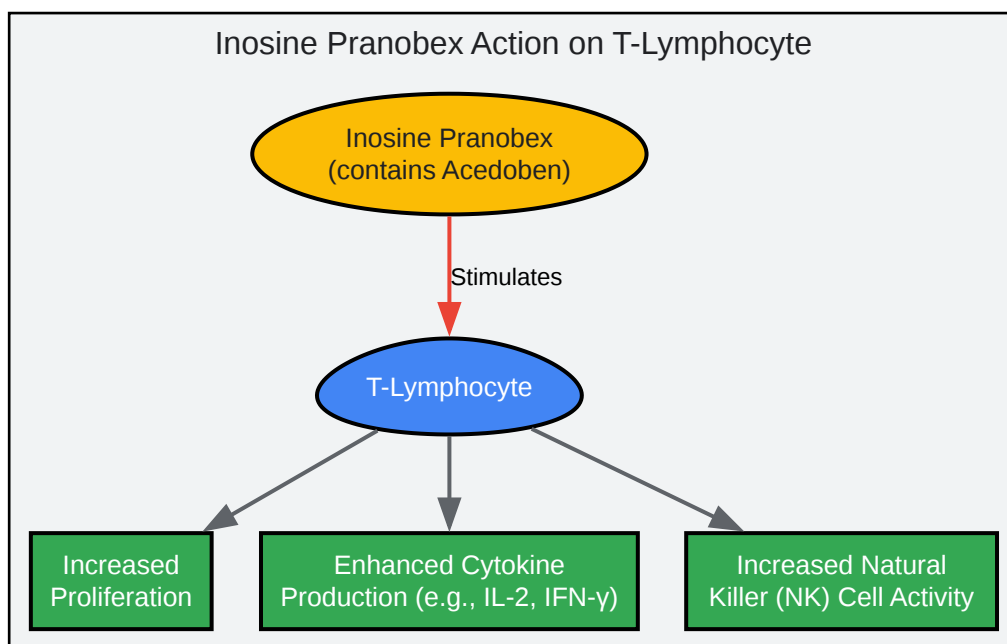 Inosine Pranobex Action on T-Lymphocyte
Inosine Pranobex
(contains Acedoben)
Stimulates
T-Lymphocyte
Increased
Proliferation
Enhanced Cytokine
Production (e.g., IL-2, IFN-γ)
Increased Natural
Killer (NK) Cell Activity